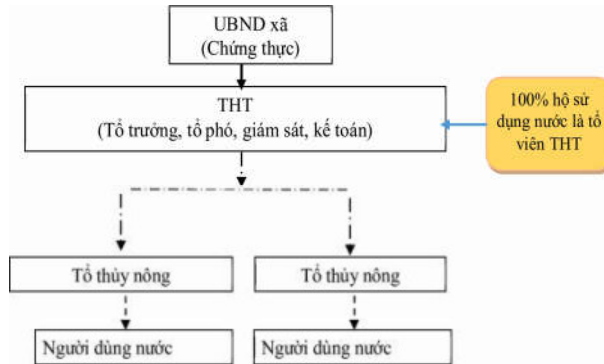 UBND xã
(Chứng thực)
THT
(Tổ trưởng, tổ phó, giám sát, kế toán)
100% hộ sử
dụng nước là tổ
viên THT
Tổ thủy nông
Tổ thủy nông
Người dùng nước
Người dùng nước